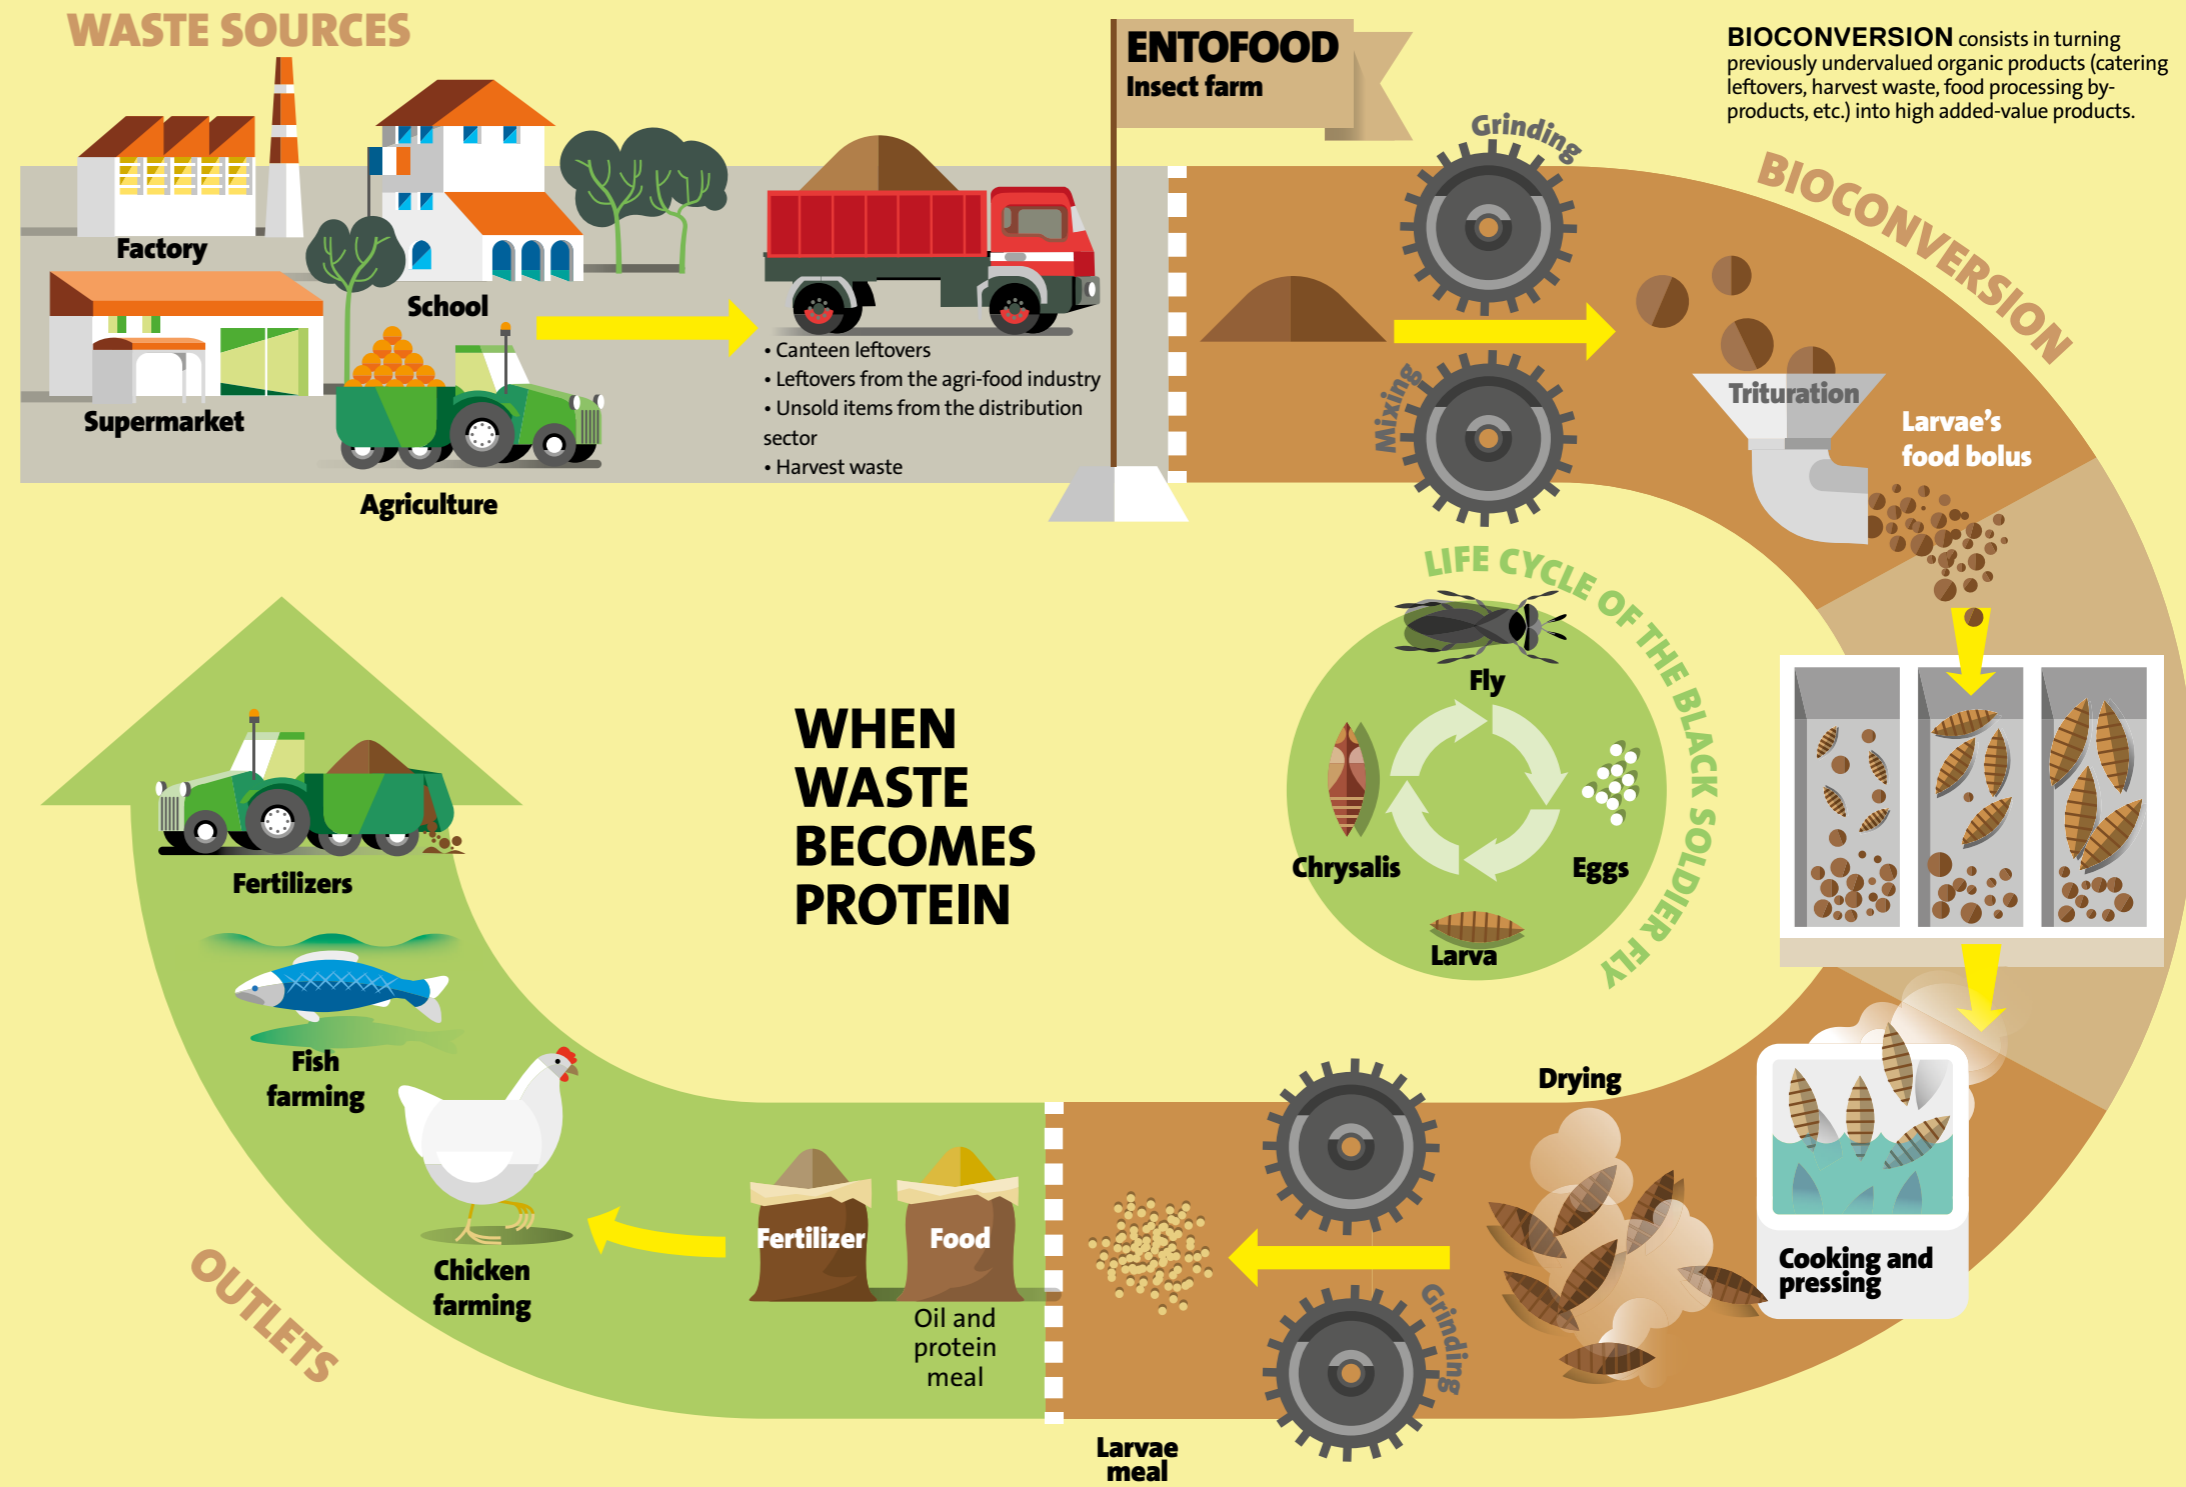 WASTE SOURCES
Factory
School
Supermarket
Agriculture
• Canteen leftovers
• Leftovers from the agri-food industry
• Unsold items from the distribution
sector
• Harvest waste
ENTOFOOD
Insect farm
BIOCONVERSION consists in turning
previously undervalued organic products (catering
leftovers, harvest waste, food processing by-
products, etc.) into high added-value products.
BIOCONVERSION
Grinding
Mixing
Trituration
Larvae's
food bolus
LIFE CYCLE OF THE BLACK SOLDIER FLY
Fly
Eggs
Larva
Chrysalis
WHEN
WASTE
BECOMES
PROTEIN
Cooking and
pressing
Drying
Grinding
Larvae
meal
Food
Oil and
protein
meal
Fertilizer
Chicken
farming
Fish
farming
Fertilizers
OUTLETS